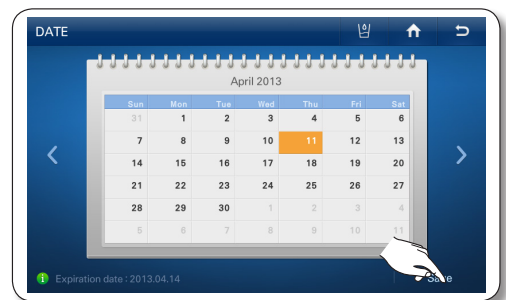 DATE
April 2013
Sun Mon Tue Wed Thu Fri Sat
31 1 2 3 4 5 6
7 8 9 10 11 12 13
14 15 16 17 18 19 20
21 22 23 24 25 26 27
28 29 30 1 2 3 4
5 6 7 8 9 10 11
Expiration date : 2013.04.14